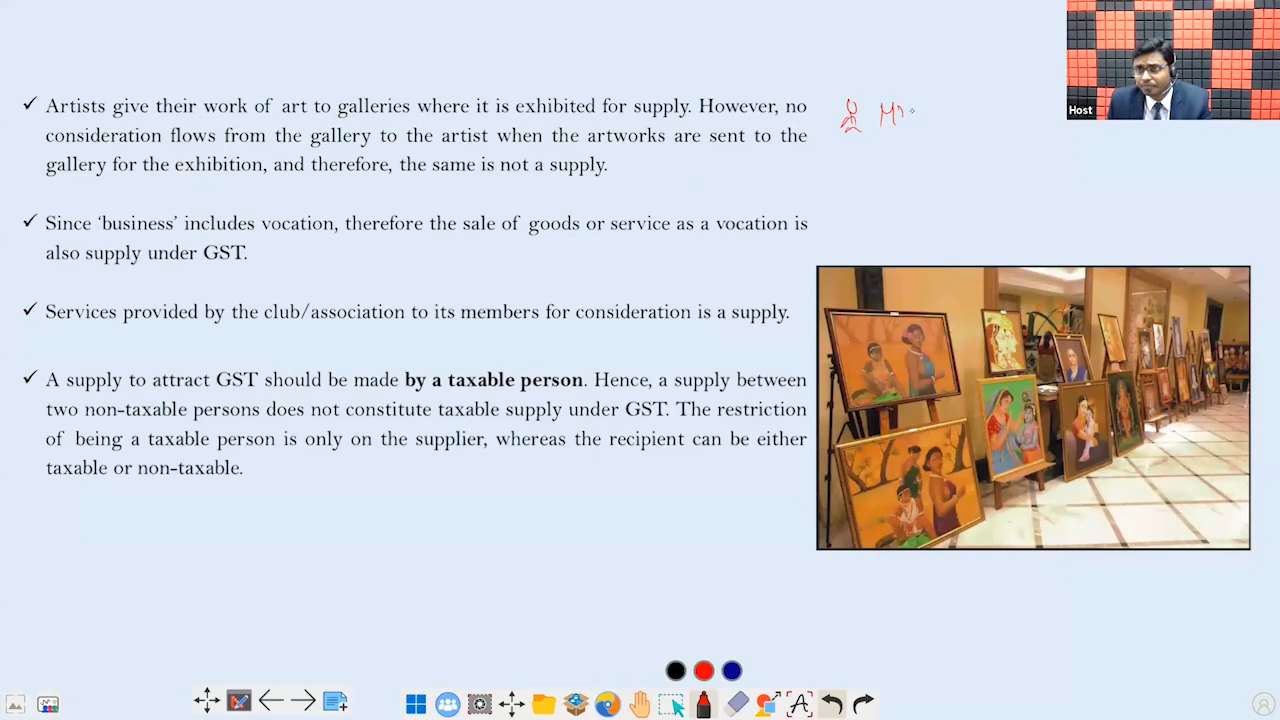 ✓ Artists give their work of art to galleries where it is exhibited for supply. However, no
consideration flows from the gallery to the artist when the artworks are sent to the
gallery for the exhibition, and therefore, the same is not a supply.
✓ Since ‘business’ includes vocation, therefore the sale of goods or service as a vocation is
also supply under GST.
✓ Services provided by the club/association to its members for consideration is a supply.
✓ A supply to attract GST should be made by a taxable person. Hence, a supply between
two non-taxable persons does not constitute taxable supply under GST. The restriction
of being a taxable person is only on the supplier, whereas the recipient can be either
taxable or non-taxable.
Host